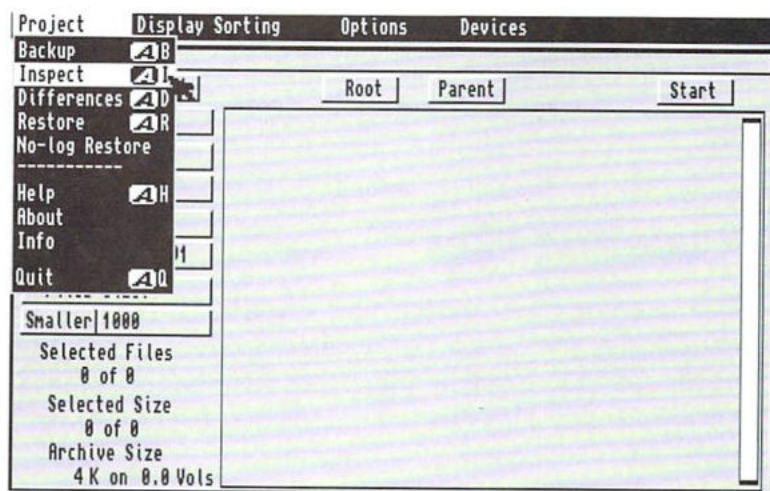 Project Display Sorting Options Devices
Backup A B
Inspect A I
Differences A D
Restore A R
No-log Restore
------------
Help A H
About
Info
Quit A Q
Root Parent Start
Smaller 1000
Selected Files
0 of 0
Selected Size
0 of 0
Archive Size
4 K on 0.0 Vols